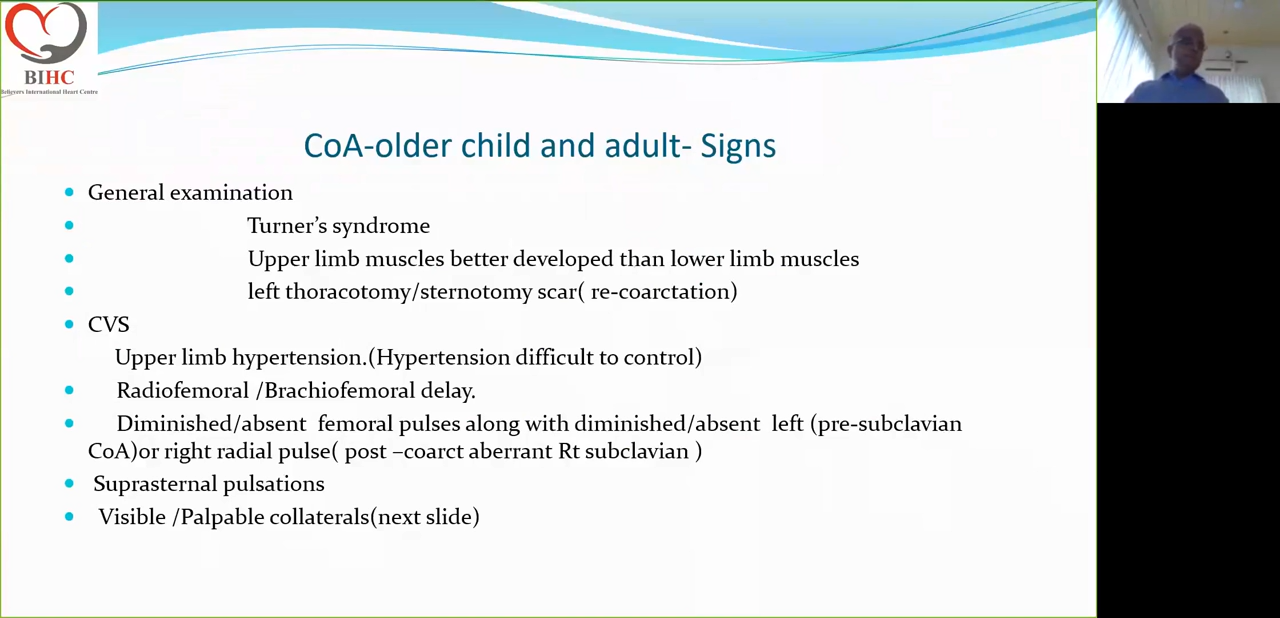 BIHC
Believers International Heart Centre
CoA-older child and adult- Signs
General examination
Turner's syndrome
Upper limb muscles better developed than lower limb muscles
left thoracotomy/sternotomy scar( re-coarctation)
CVS
Upper limb hypertension.(Hypertension difficult to control)
Radiofemoral /Brachiofemoral delay.
Diminished/absent  femoral pulses along with diminished/absent  left (pre-subclavian
CoA)or right radial pulse( post –coarct aberrant Rt subclavian )
Suprasternal pulsations
Visible /Palpable collaterals(next slide)